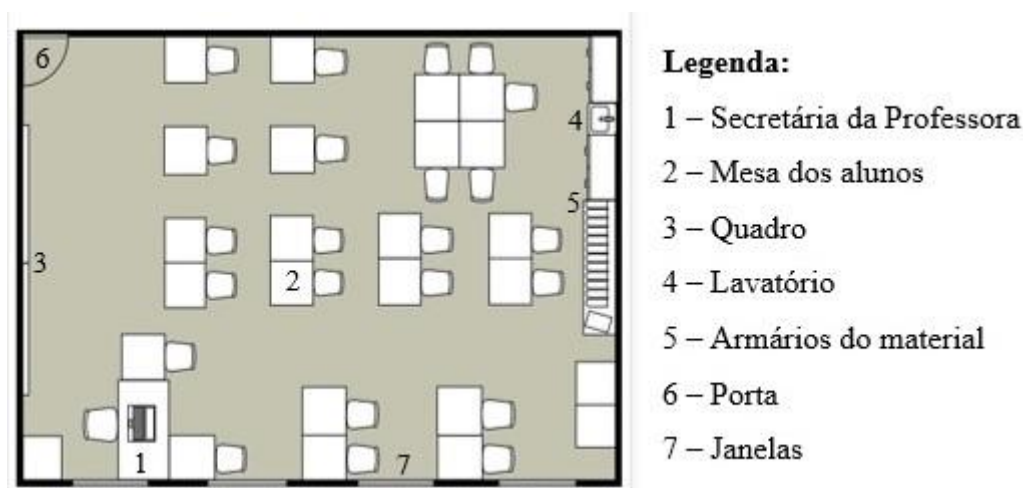 6
4
5
3
2
1
7
Legenda:
1 – Secretária da Professora
2 – Mesa dos alunos
3 – Quadro
4 – Lavatório
5 – Armários do material
6 – Porta
7 – Janelas